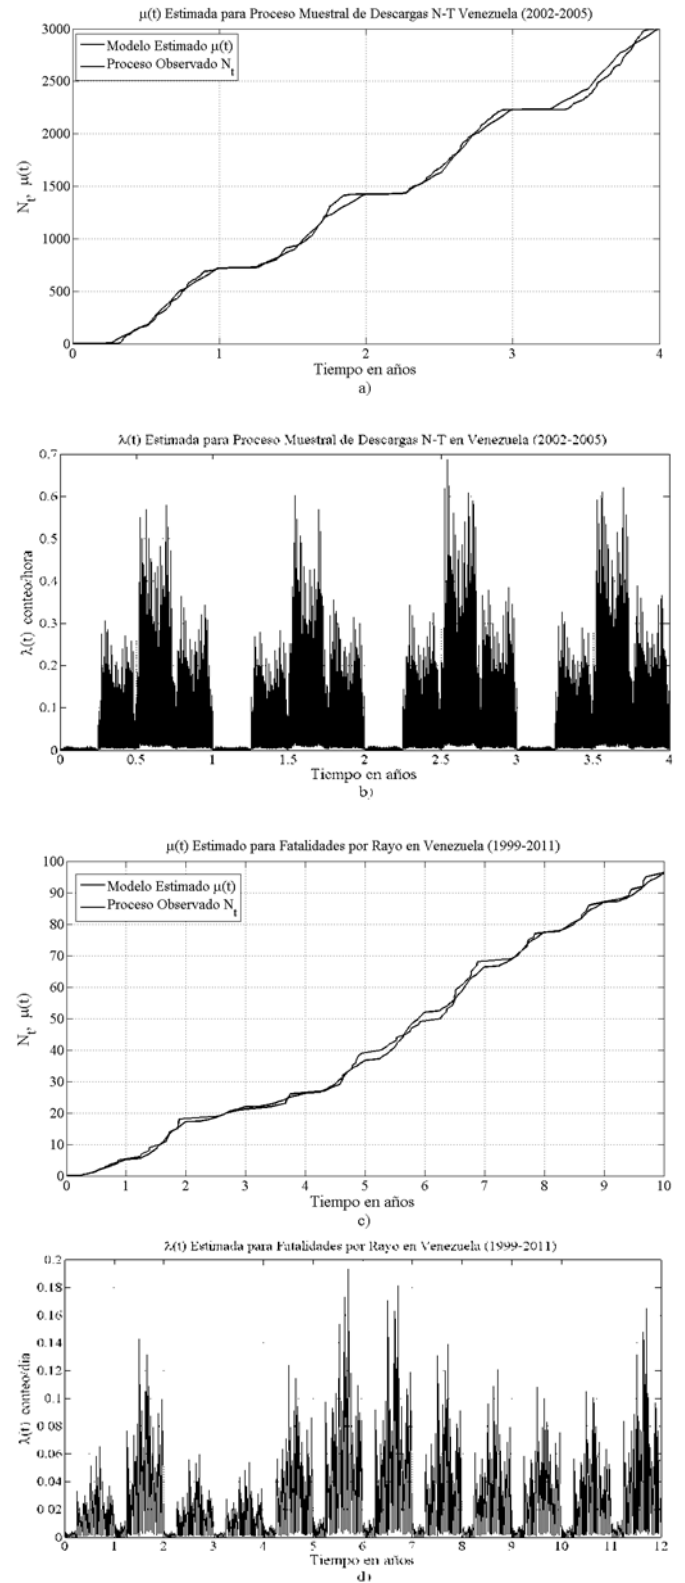 μ(t) Estimada para Proceso Muestral de Descargas N-T Venezuela (2002-2005)
3000
2500
2000
1500
1000
500
0
N_t, μ(t)
Modelo Estimado μ(t)
Proceso Observado N_t
0 1 2 3 4
Tiempo en años
a)
λ(t) Estimada para Proceso Muestral de Descargas N-T en Venezuela (2002-2005)
0,7
0.6
0.5
0.4
0.3
0.2
0.1
0
λ(t) conteo/hora
0 0.5 1 1.5 2 2.5 3 3.5 4
Tiempo en años
b)
μ(t) Estimado para Fatalidades por Rayo en Venezuela (1999-2011)
100
90
80
70
60
50
40
30
20
10
0
N_t, μ(t)
Modelo Estimado μ(t)
Proceso Observado N_t
0 1 2 3 4 5 6 7 8 9 10
Tiempo en años
c)
λ(t) Estimada para Fatalidades por Rayo en Venezuela (1999-2011)
0.2
0.18
0.16
0.14
0.12
0.1
0.08
0.06
0.04
0.02
0
λ(t) conteo/día
0 1 2 3 4 5 6 7 8 9 10 11 12
Tiempo en años
d)